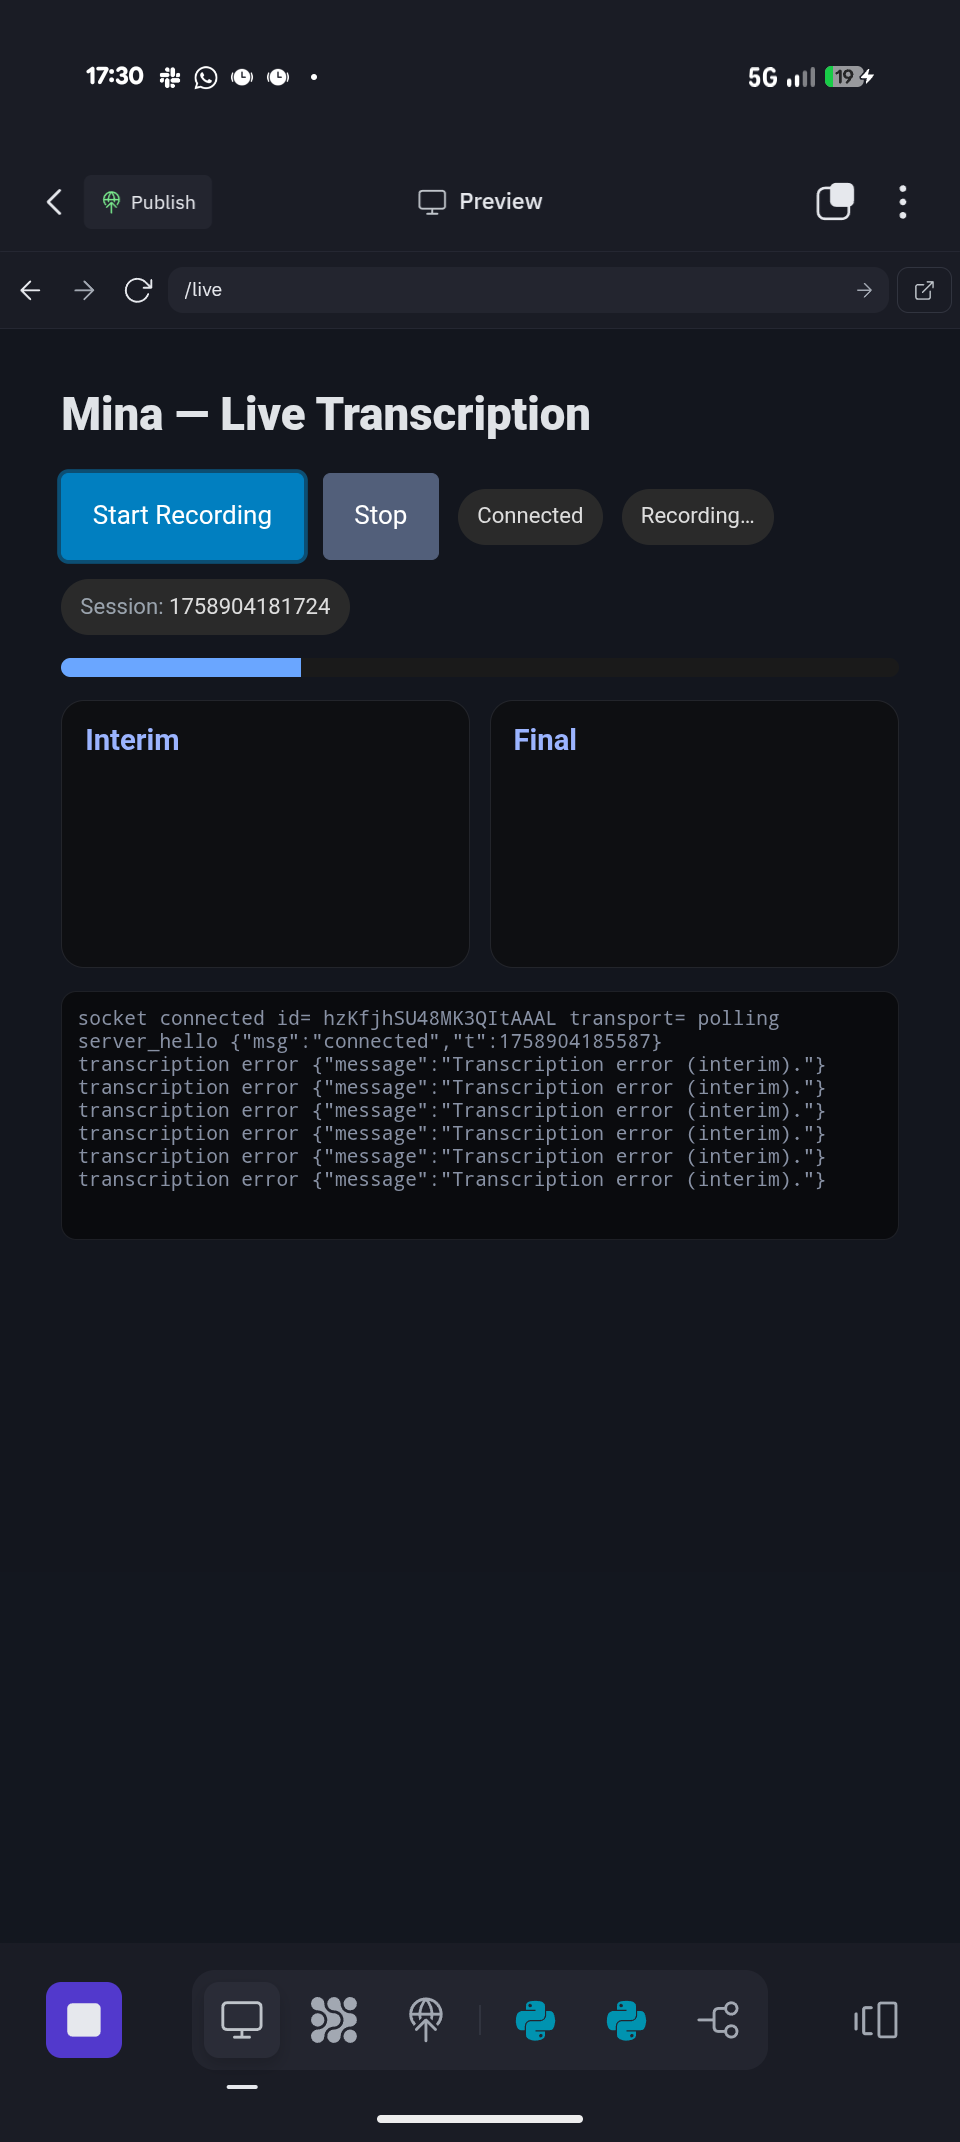 17:30
5G
19
Publish
Preview
/live
Mina — Live Transcription
Start Recording
Stop
Connected
Recording...
Session: 1758904181724
Interim
Final
socket connected id= hzKfjhSU48MK3QItAAAL transport= polling
server_hello {"msg":"connected","t":1758904185587}
transcription error {"message":"Transcription error (interim)."}
transcription error {"message":"Transcription error (interim)."}
transcription error {"message":"Transcription error (interim)."}
transcription error {"message":"Transcription error (interim)."}
transcription error {"message":"Transcription error (interim)."}
transcription error {"message":"Transcription error (interim)."}